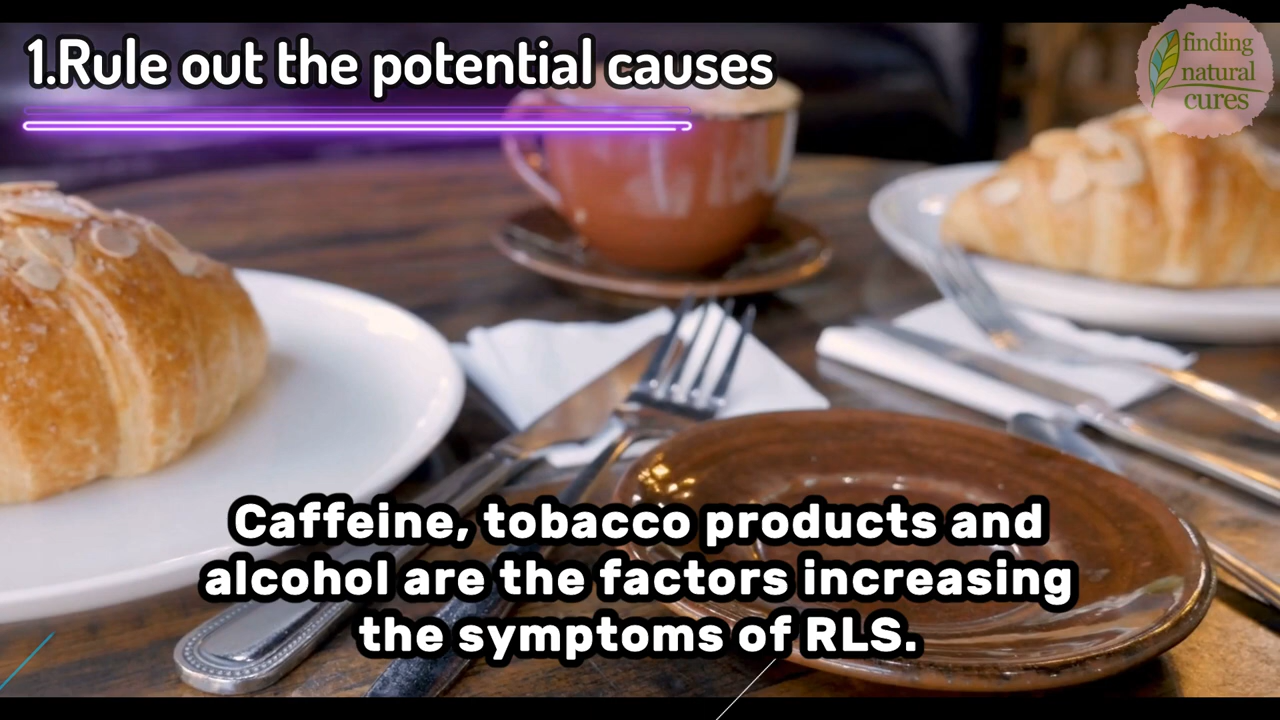 1.Rule out the potential causes
finding
natural
cures
Caffeine, tobacco products and
alcohol are the factors increasing
the symptoms of RLS.